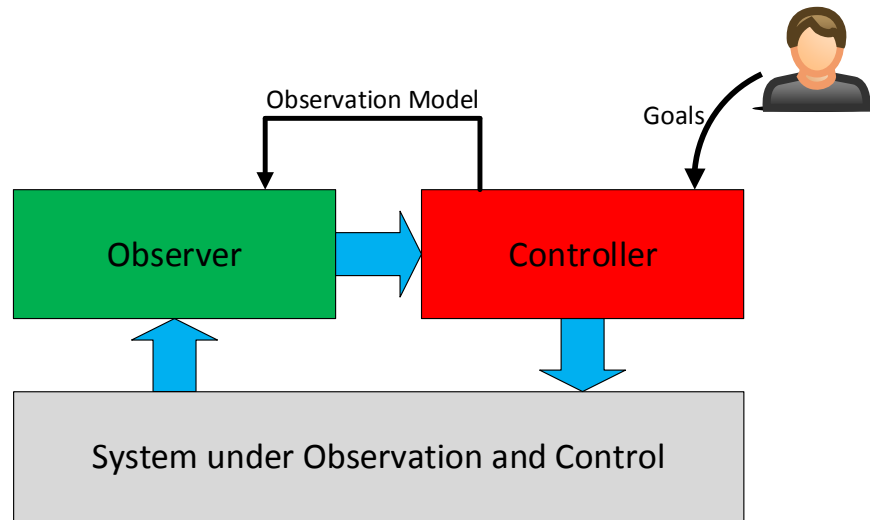 Observation Model
Goals
Observer
Controller
System under Observation and Control